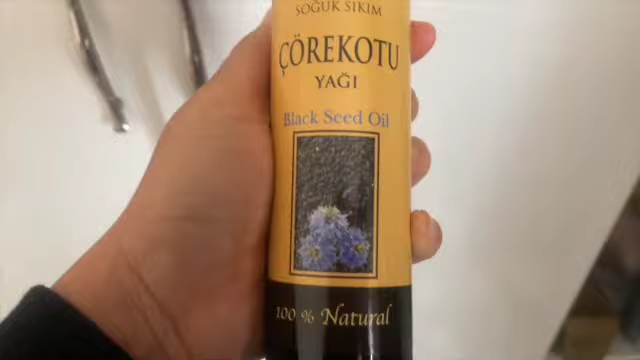 SOĞUK SIKIM
ÇÖREKOTU
YAĞI
Black Seed Oil
100 % Natural